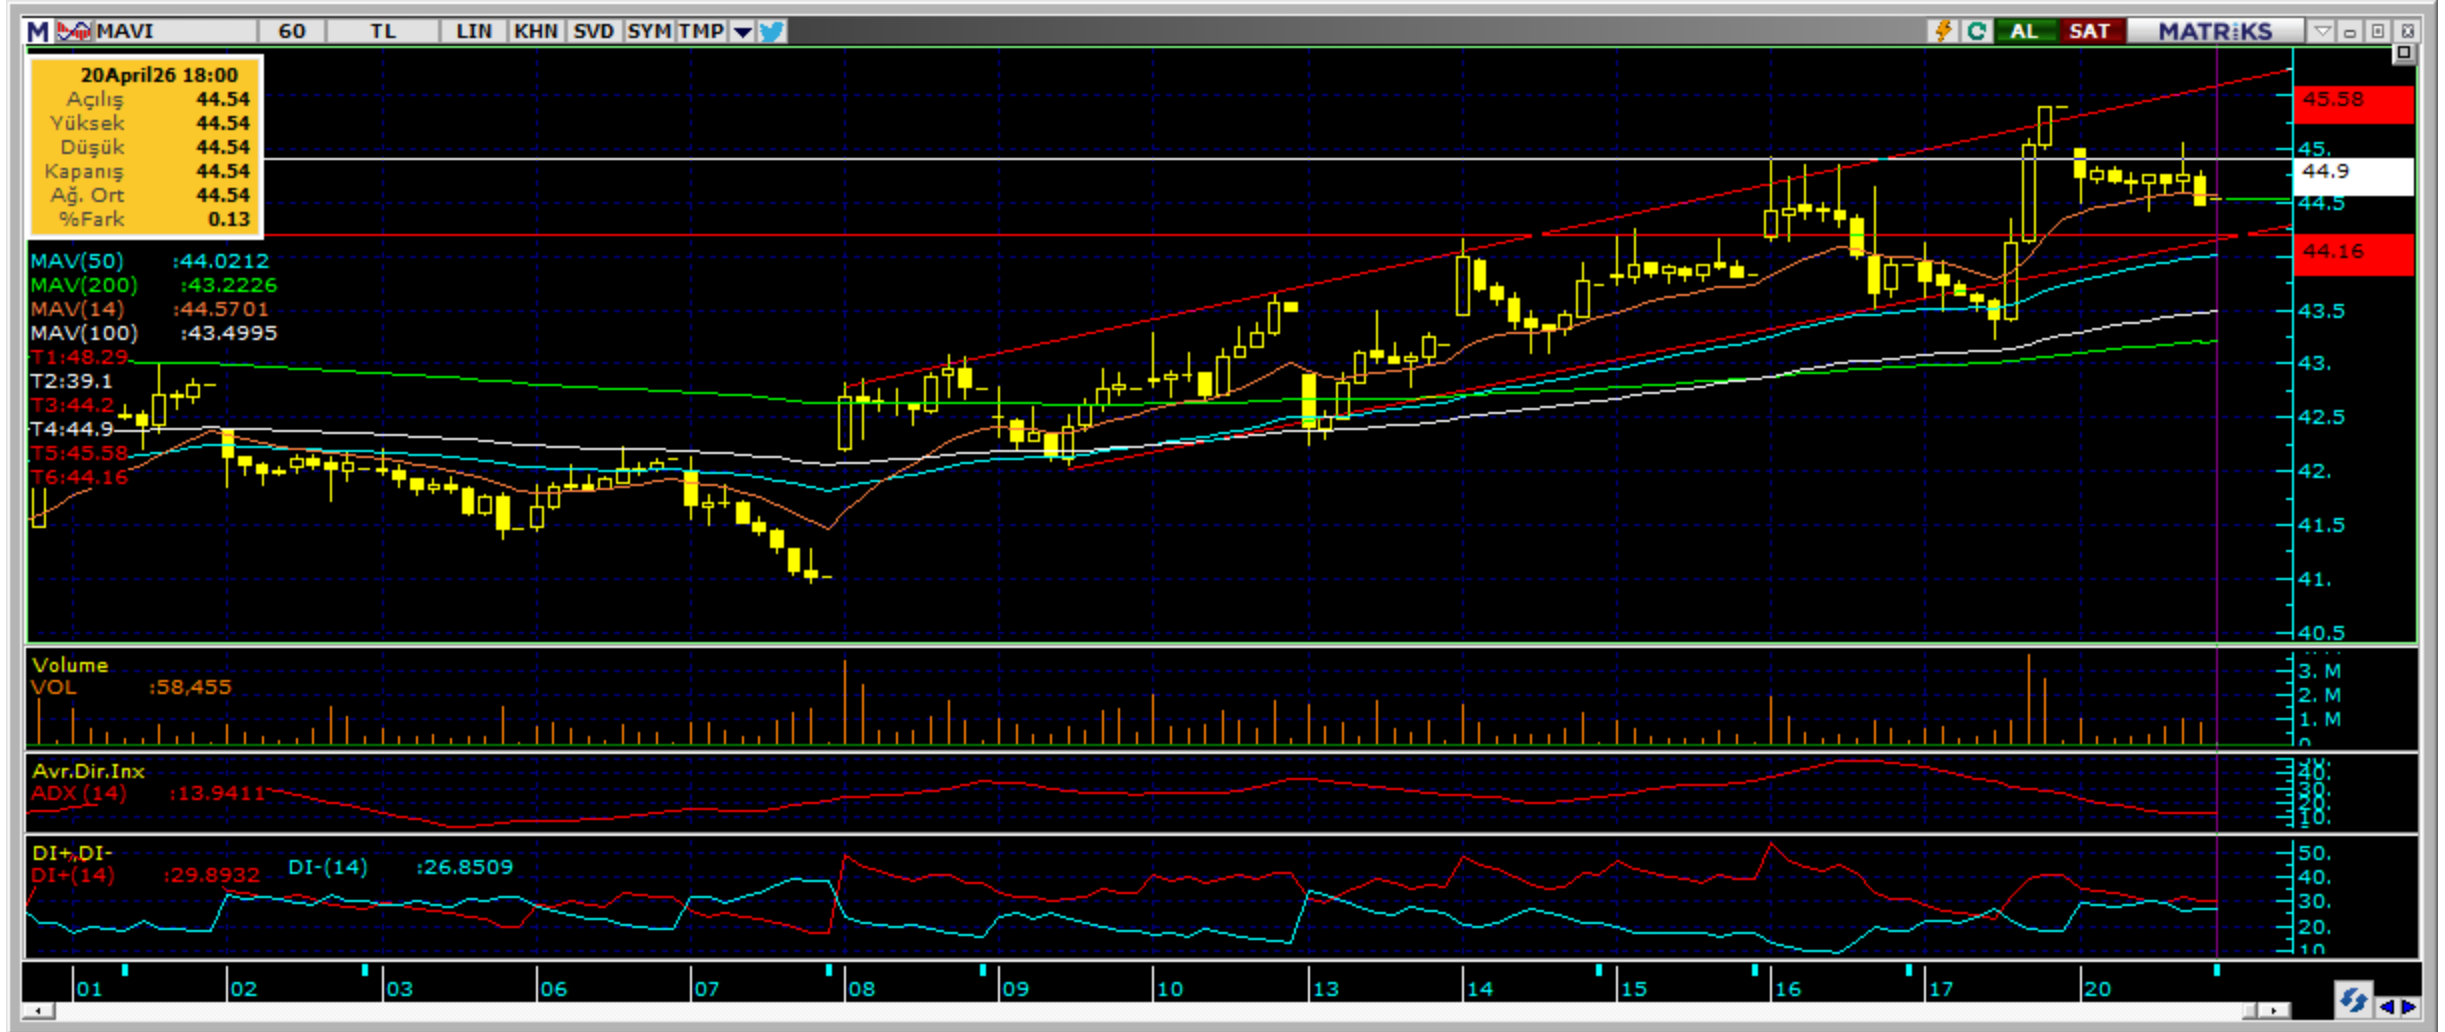 M MAVI 60 TL LIN KHN SVD SYM TMP AL SAT MATRiKS
20April26 18:00
Açılış 44.54
Yüksek 44.54
Düşük 44.54
Kapanış 44.54
Ağ. Ort 44.54
%Fark 0.13
MAV(50) :44.0212
MAV(200) :43.2226
MAV(14) :44.5701
MAV(100) :43.4995
T1:48.29
T2:39.1
T3:44.2
T4:44.9
T5:45.58
T6:44.16
45.58
45.
44.9
44.5
44.16
43.5
43.
42.5
42.
41.5
41.
40.5
Volume
VOL :58,455
3. M
2. M
1. M
0
Avr.Dir.Inx
ADX (14) :13.9411
40.
30.
20.
10.
DI+,DI-
DI+(14) :29.8932 DI-(14) :26.8509
50.
40.
30.
20.
10
01 02 03 06 07 08 09 10 13 14 15 16 17 20